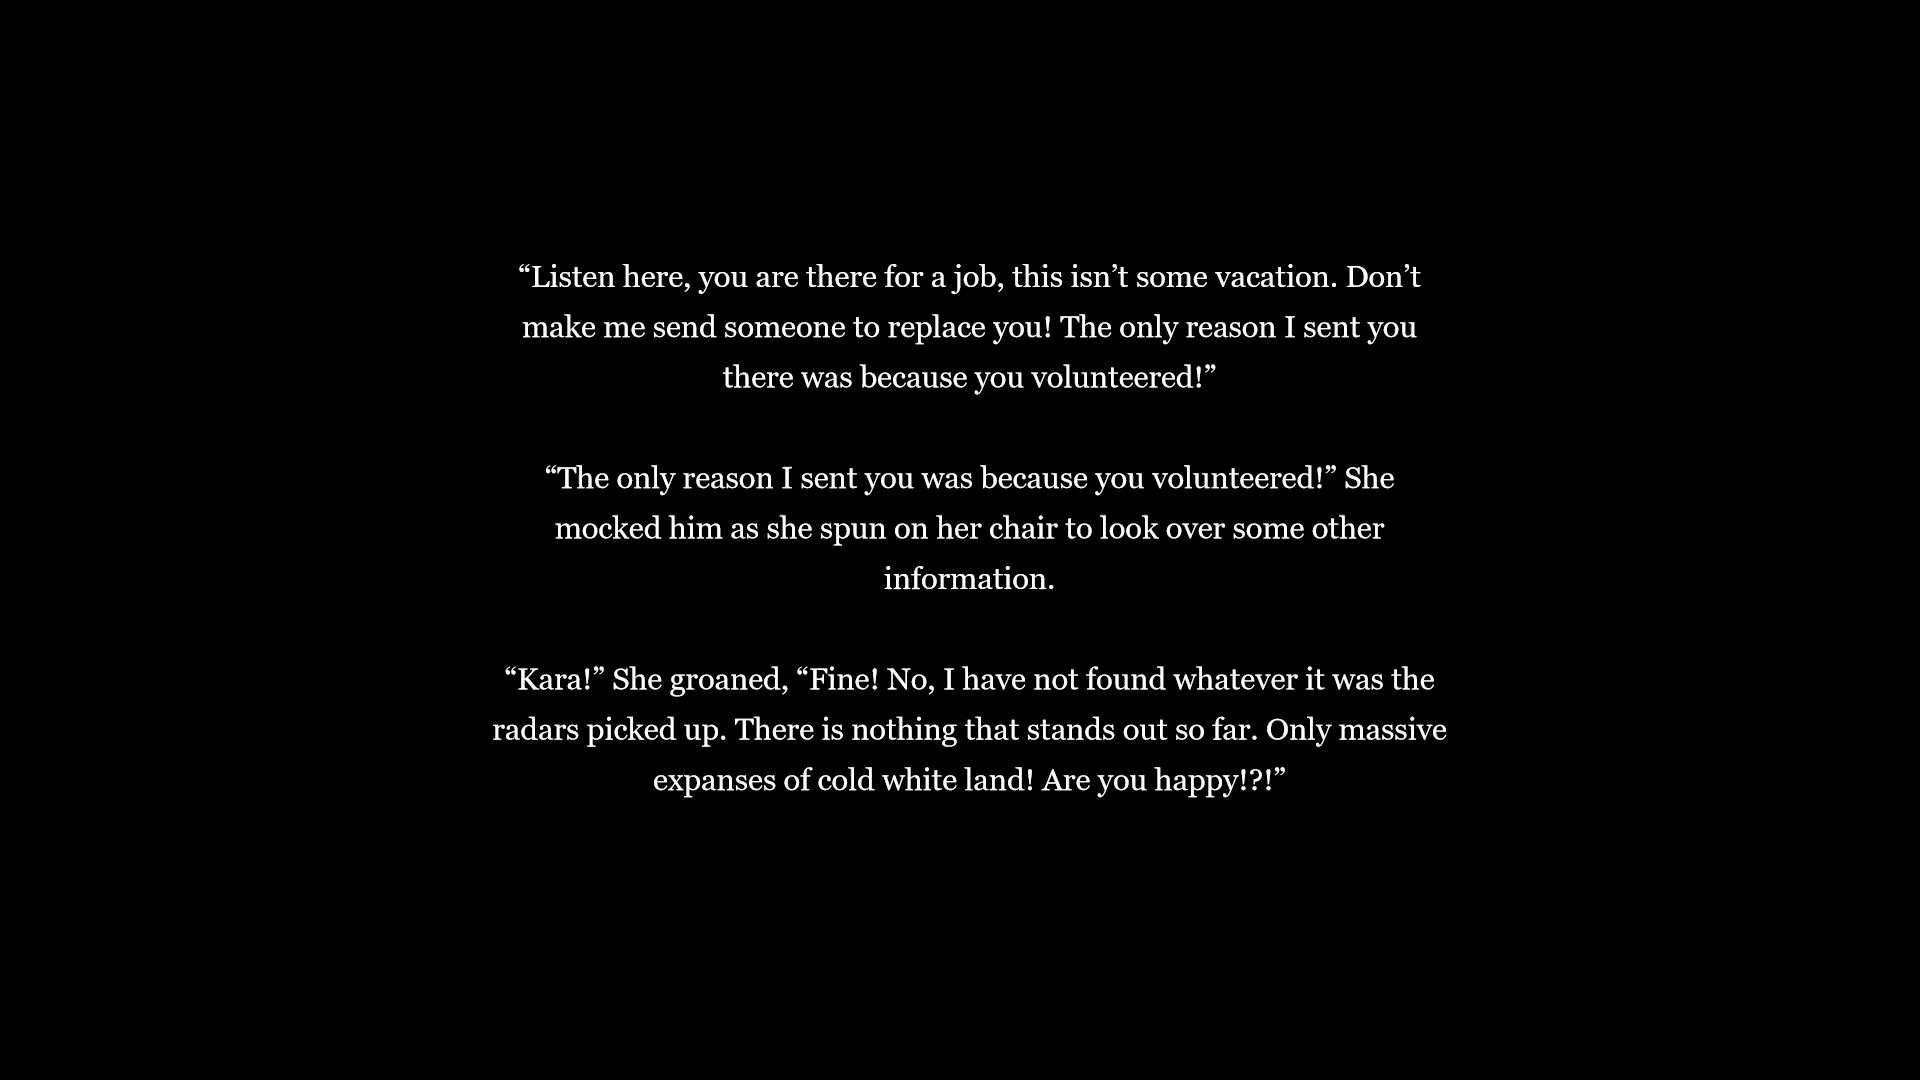 “Listen here, you are there for a job, this isn’t some vacation. Don’t
make me send someone to replace you! The only reason I sent you
there was because you volunteered!”
“The only reason I sent you was because you volunteered!” She
mocked him as she spun on her chair to look over some other
information.
“Kara!” She groaned, “Fine! No, I have not found whatever it was the
radars picked up. There is nothing that stands out so far. Only massive
expanses of cold white land! Are you happy!?!”